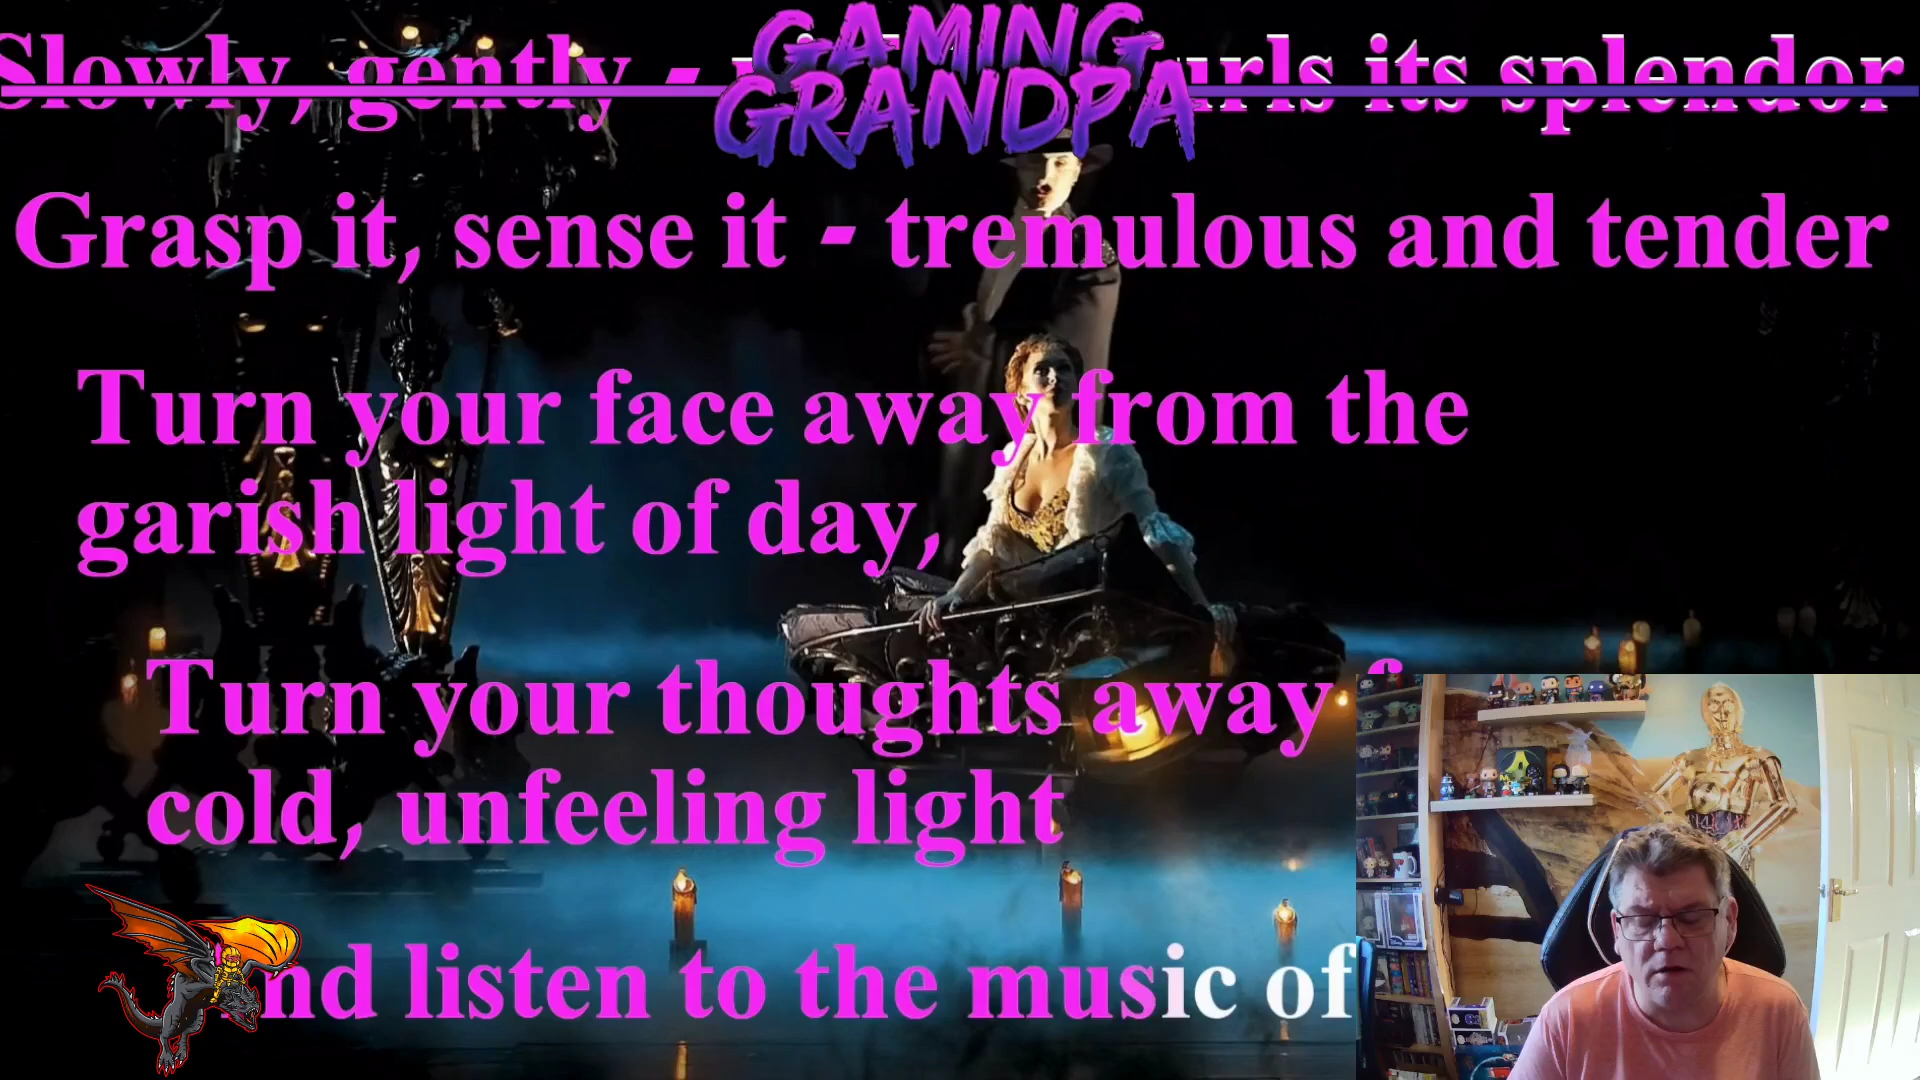 Slowly, gently - urls its splendor
GAMING
GRANDPA
Grasp it, sense it - tremulous and tender
Turn your face away from the
garish light of day,
Turn your thoughts away
cold, unfeeling light
nd listen to the music of